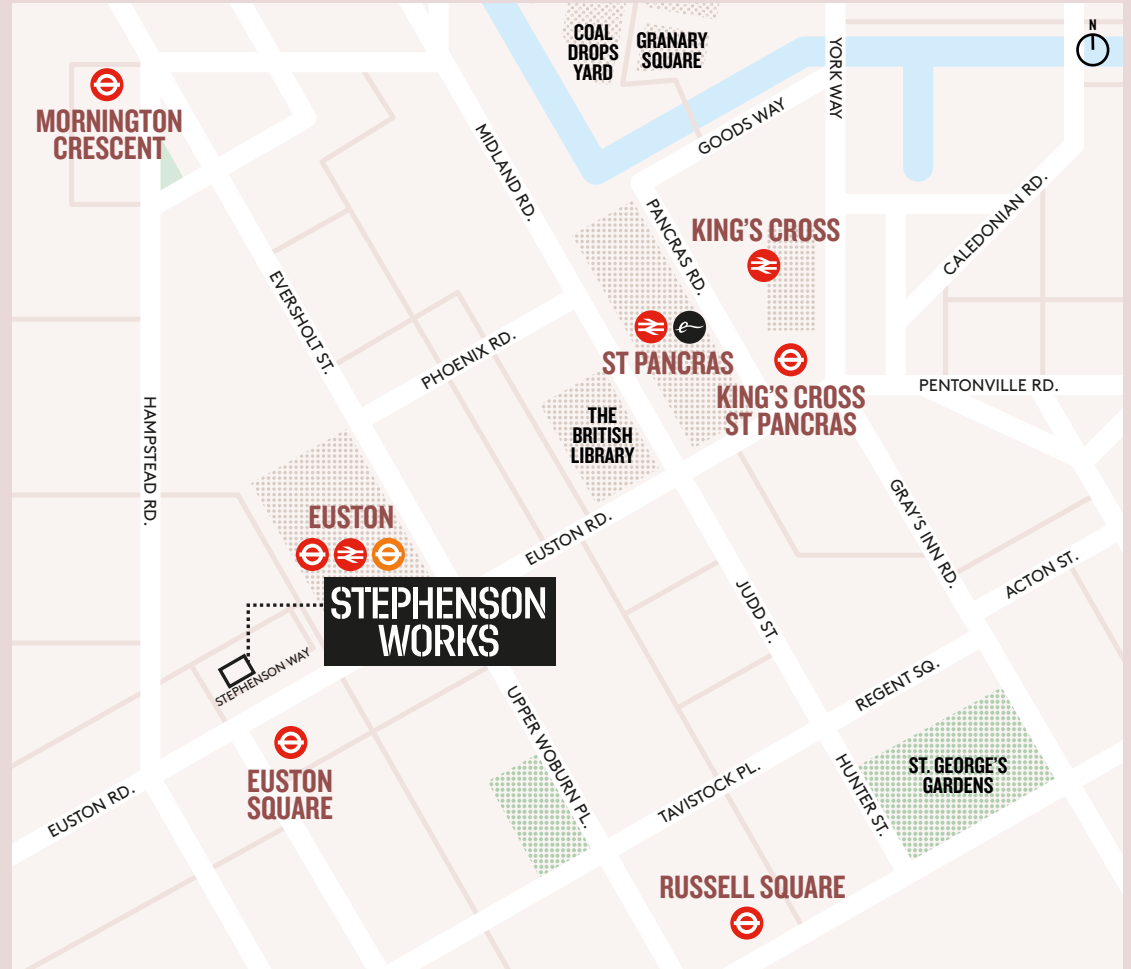 COAL
DROPS
YARD
GRANARY
SQUARE
N
YORK WAY
MORNINGTON
CRESCENT
MIDLAND RD.
GOODS WAY
PANCRAS RD.
KING'S CROSS
CALEDONIAN RD.
EVERSHOLT ST.
PHOENIX RD.
e
ST PANCRAS
KING'S CROSS
ST PANCRAS
PENTONVILLE RD.
HAMPSTEAD RD.
THE
BRITISH
LIBRARY
EUSTON
EUSTON RD.
GRAY'S INN RD.
ACTON ST.
STEPHENSON
WORKS
JUDD ST.
STEPHENSON WAY
REGENT SQ.
UPPER WOBURN PL.
EUSTON
SQUARE
EUSTON RD.
TAVISTOCK PL.
HUNTER ST.
ST. GEORGE'S
GARDENS
RUSSELL SQUARE